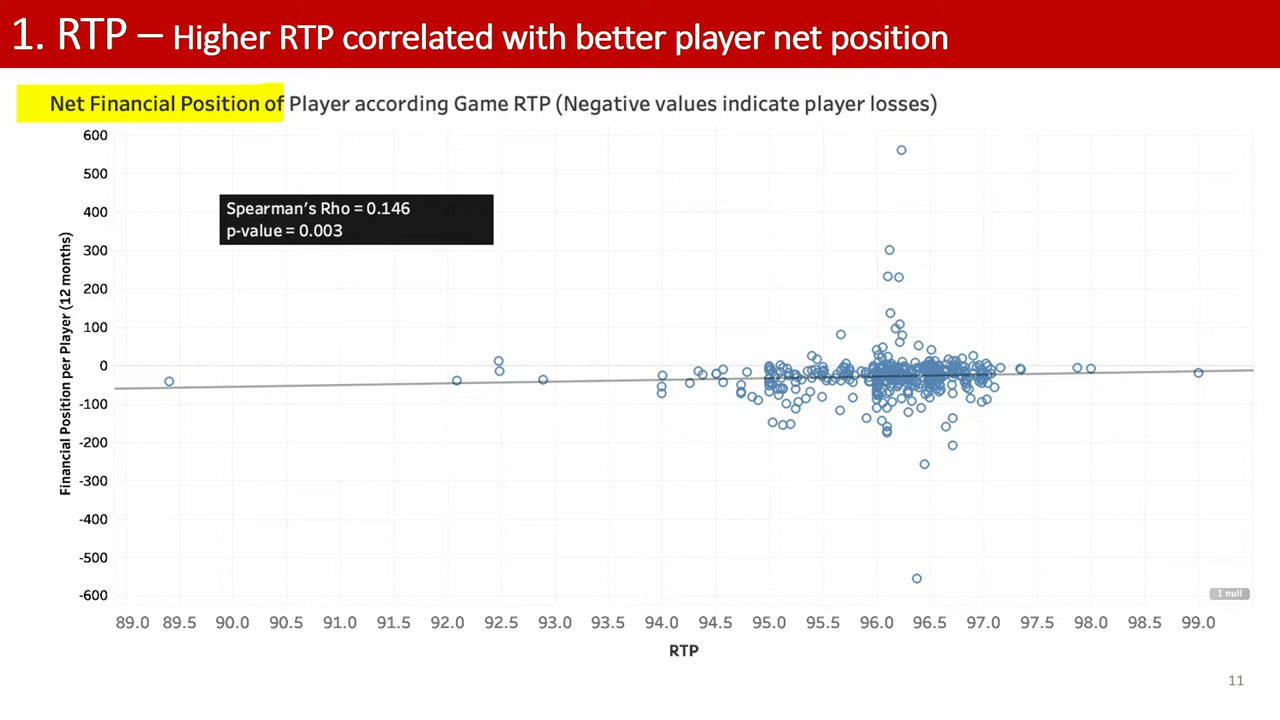 1. RTP – Higher RTP correlated with better player net position
Net Financial Position of Player according Game RTP (Negative values indicate player losses)
600
500
400
300
200
100
0
-100
-200
-300
-400
-500
-600
Financial Position per Player (12 months)
Spearman's Rho = 0.146
p-value = 0.003
1 null
89.0 89.5 90.0 90.5 91.0 91.5 92.0 92.5 93.0 93.5 94.0 94.5 95.0 95.5 96.0 96.5 97.0 97.5 98.0 98.5 99.0
RTP
11